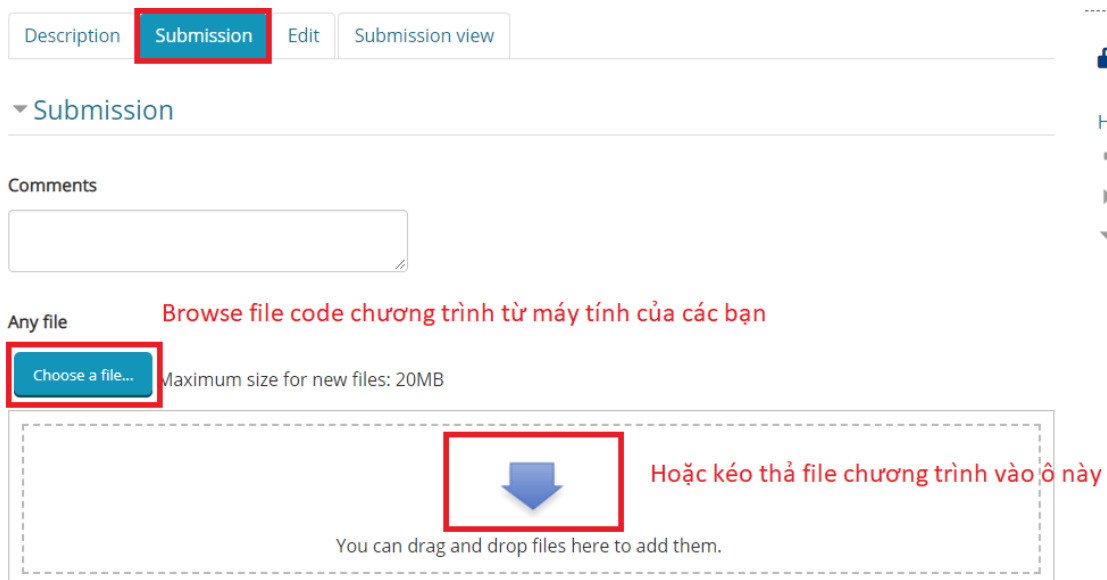 Description Submission Edit Submission view
Submission
Comments
Browse file code chương trình từ máy tính của các bạn
Any file
Choose a file... Maximum size for new files: 20MB
Hoặc kéo thả file chương trình vào ô này
You can drag and drop files here to add them.